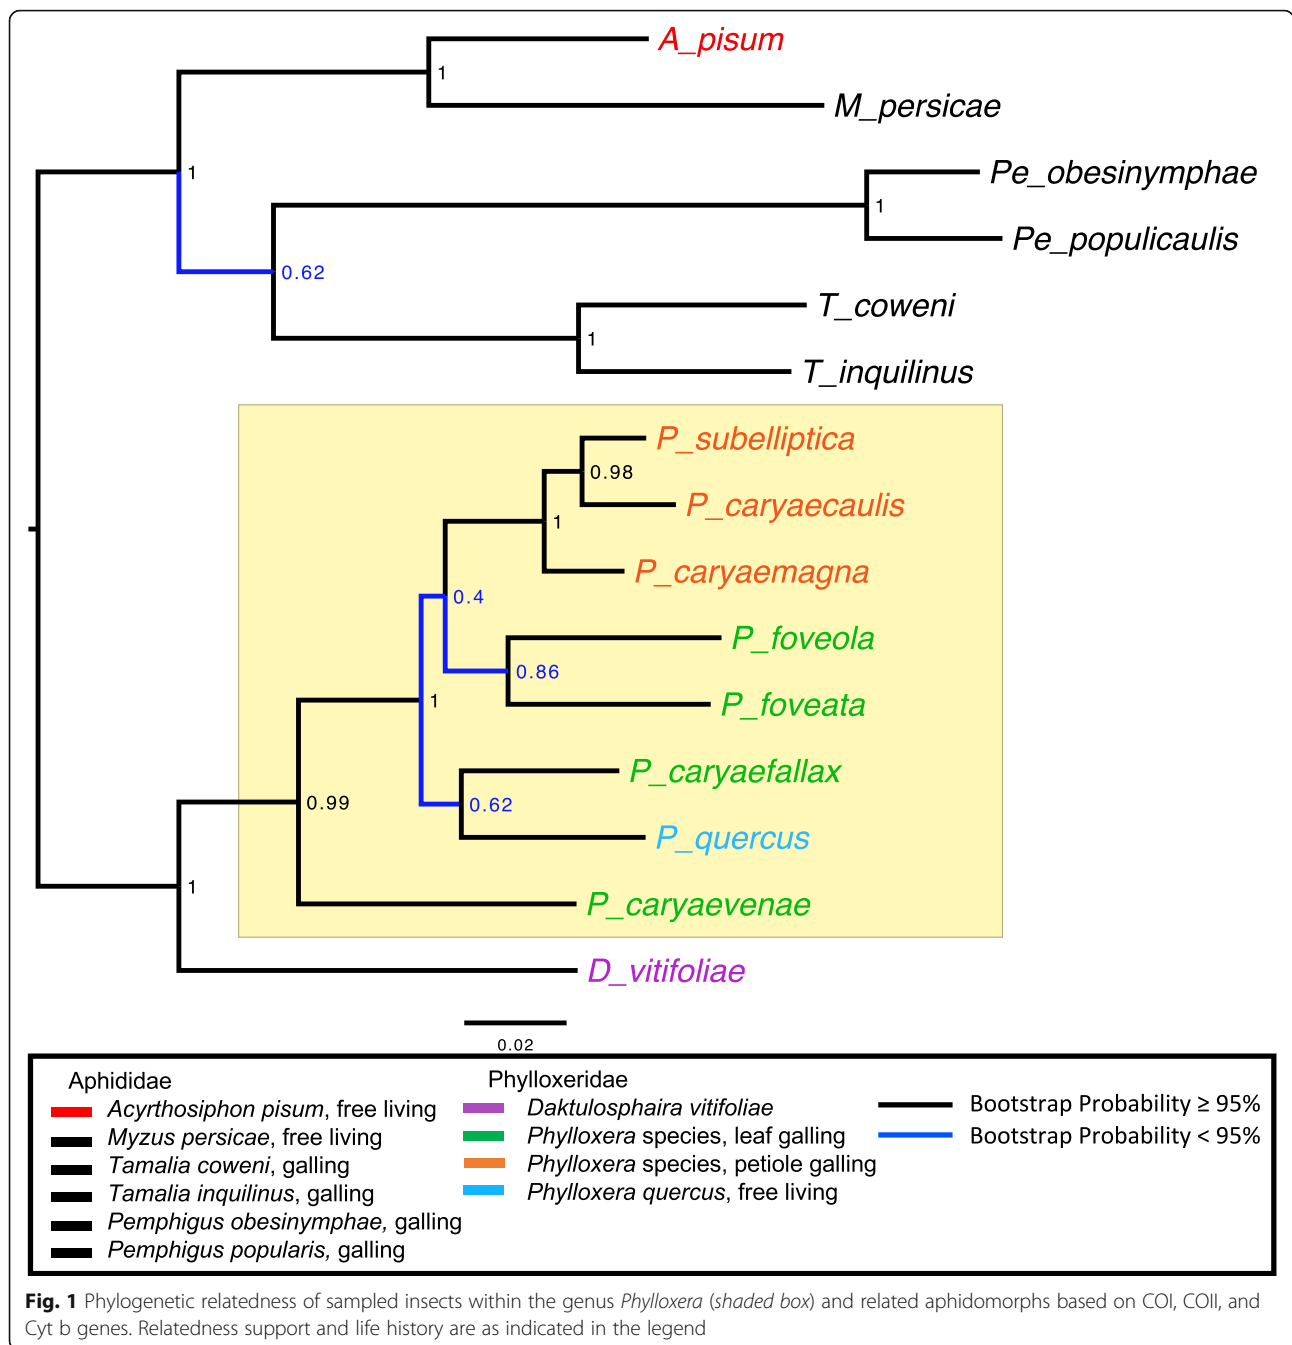 A_pisum
1
M_persicae
1
Pe_obesinymphae
1
Pe_populicaulis
0.62
T_coweni
1
T_inquilinus
P_subelliptica
0.98
P_caryaecaulis
1
P_caryaemagna
0.4
P_foveola
0.86
P_foveata
1
P_caryaefallax
0.99
0.62
P_quercus
1
P_caryaevenae
D_vitifoliae
0.02
Aphididae
Acyrthosiphon pisum, free living
Myzus persicae, free living
Tamalia coweni, galling
Tamalia inquilinus, galling
Pemphigus obesinymphae, galling
Pemphigus popularis, galling
Phylloxeridae
Daktulosphaira vitifoliae
Phylloxera species, leaf galling
Phylloxera species, petiole galling
Phylloxera quercus, free living
Bootstrap Probability ≥ 95%
Bootstrap Probability < 95%
Fig. 1 Phylogenetic relatedness of sampled insects within the genus Phylloxera (shaded box) and related aphidomorphs based on COI, COII, and
Cyt b genes. Relatedness support and life history are as indicated in the legend